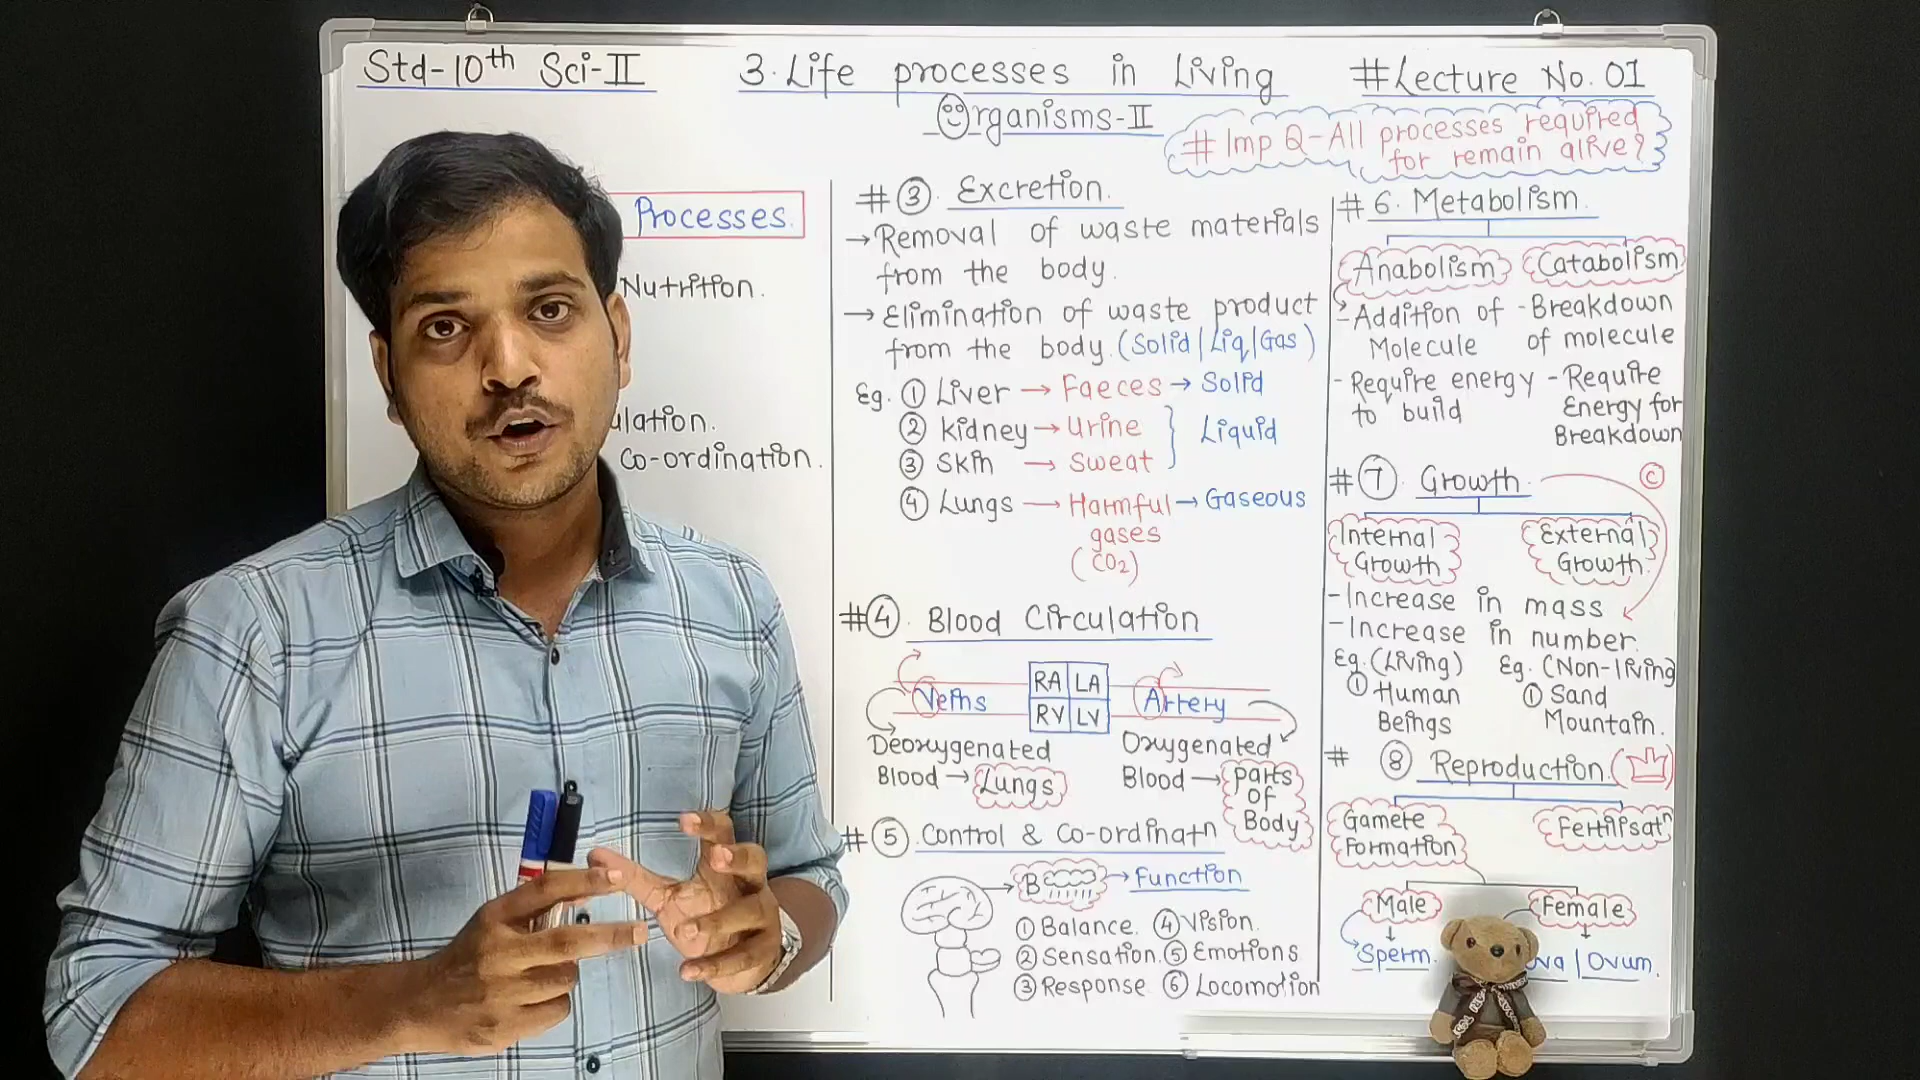 Std-10th Sci-II
3. Life processes in Living
Organisms-II
#Lecture No. 01
# Imp Q-All processes required
for remain alive?
Processes.
Nutrition.
ulation.
Co-ordination.
# ③. Excretion.
→ Removal of waste materials
from the body.
→ Elimination of waste product
from the body. (Solid/Liq/Gas)
Eg. ① Liver → Faeces → Solid
② Kidney → Urine
③ Skin → Sweat } Liquid
④ Lungs → Harmful → Gaseous
gases
(CO2)
#④. Blood Circulation
Veins RA LA Artery
RV LV
Deoxygenated
Blood → Lungs
Oxygenated
Blood → Parts
of
Body
#⑤. Control & Co-ordinatn
B → Function
① Balance. ④ Vision.
② Sensation. ⑤ Emotions
③ Response ⑥ Locomotion
# 6. Metabolism.
Anabolism Catabolism
- Addition of
Molecule
- Require energy
to build
- Breakdown
of molecule
- Require
Energy for
Breakdown
# ⑦. Growth. ©
Internal
Growth
External
Growth.
- Increase in mass
- Increase in number.
Eg. (Living)
① Human
Beings
Eg. (Non-living)
① Sand
Mountain.
# ⑧ Reproduction.
Gamete
Formation
Fertilisatn
Male Female
Sperm. Ova | Ovum.